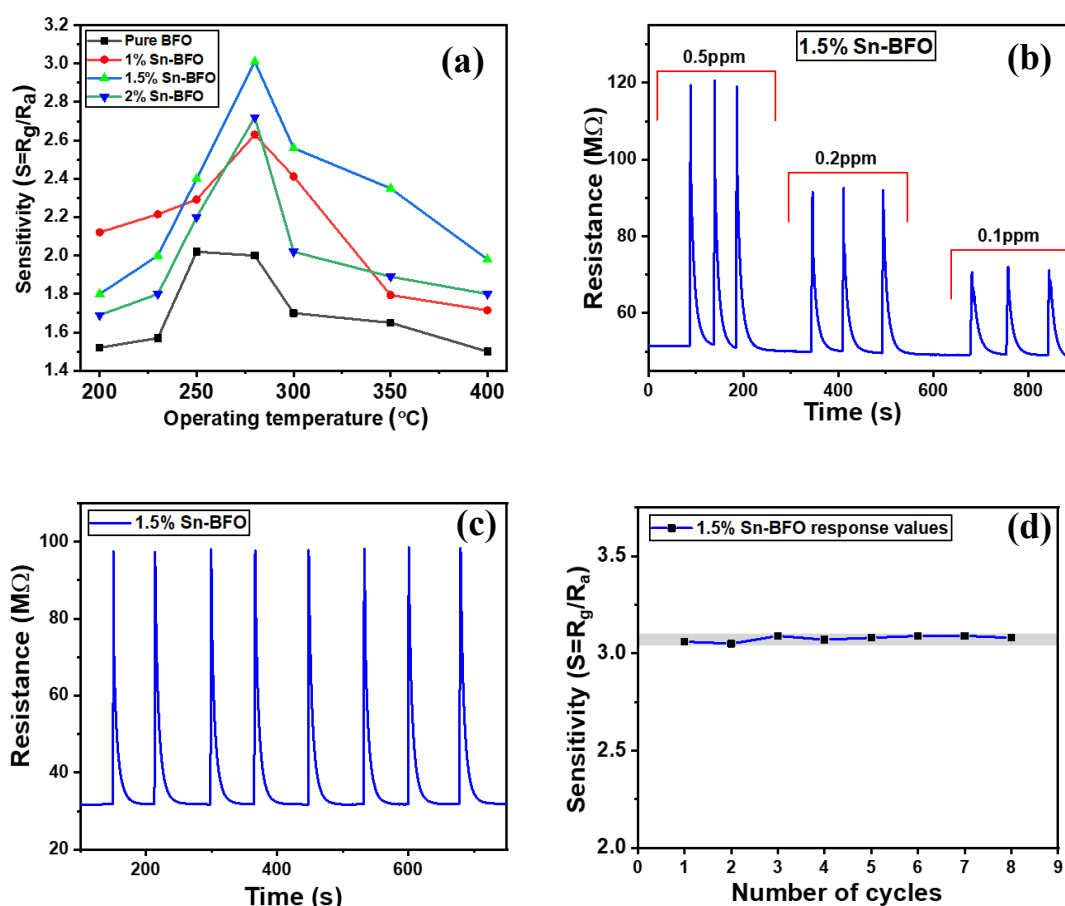 (a)
Pure BFO
1% Sn-BFO
1.5% Sn-BFO
2% Sn-BFO
Sensitivity (S=Rg/Ra)
3.2
3.0
2.8
2.6
2.4
2.2
2.0
1.8
1.6
1.4
200
250
300
350
400
Operating temperature (°C)
(b)
1.5% Sn-BFO
0.5ppm
0.2ppm
0.1ppm
Resistance (MΩ)
120
100
80
60
0
200
400
600
800
Time (s)
(c)
1.5% Sn-BFO
Resistance (MΩ)
100
80
60
40
20
200
400
600
Time (s)
(d)
1.5% Sn-BFO response values
Sensitivity (S=Rg/Ra)
3.5
3.0
2.5
2.0
0
1
2
3
4
5
6
7
8
9
Number of cycles